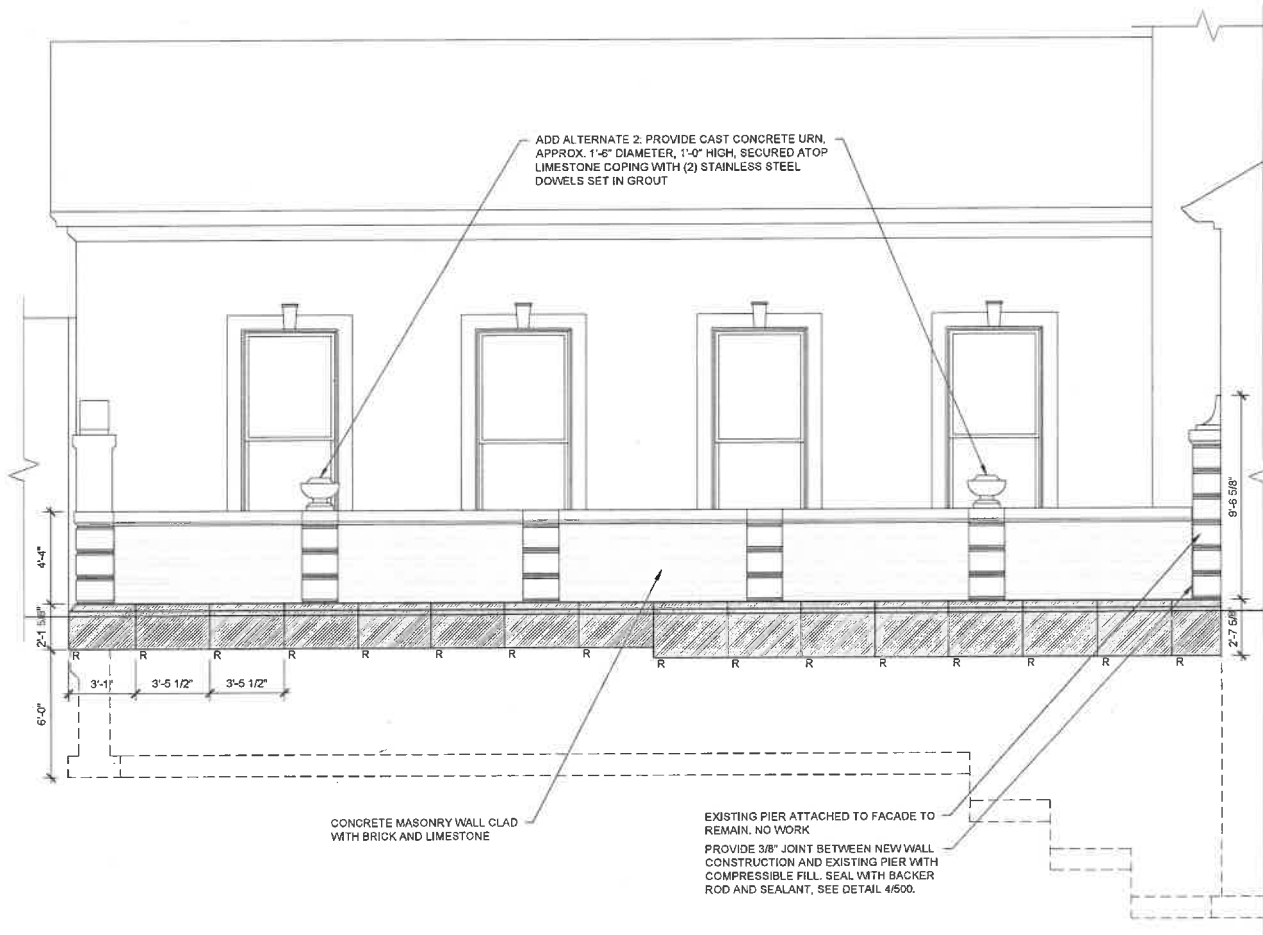 ADD ALTERNATE 2: PROVIDE CAST CONCRETE URN,
APPROX. 1'-6" DIAMETER, 1'-0" HIGH, SECURED ATOP
LIMESTONE COPING WITH (2) STAINLESS STEEL
DOWELS SET IN GROUT
9'-6 5/8"
4'-4"
2'-1 5/8"
2'-7 5/8"
R R R R R R R R R R R R R R R R
3'-1" 3'-5 1/2" 3'-5 1/2"
6'-0"
CONCRETE MASONRY WALL CLAD
WITH BRICK AND LIMESTONE
EXISTING PIER ATTACHED TO FACADE TO
REMAIN. NO WORK
PROVIDE 3/8" JOINT BETWEEN NEW WALL
CONSTRUCTION AND EXISTING PIER WITH
COMPRESSIBLE FILL. SEAL WITH BACKER
ROD AND SEALANT, SEE DETAIL 4/500.